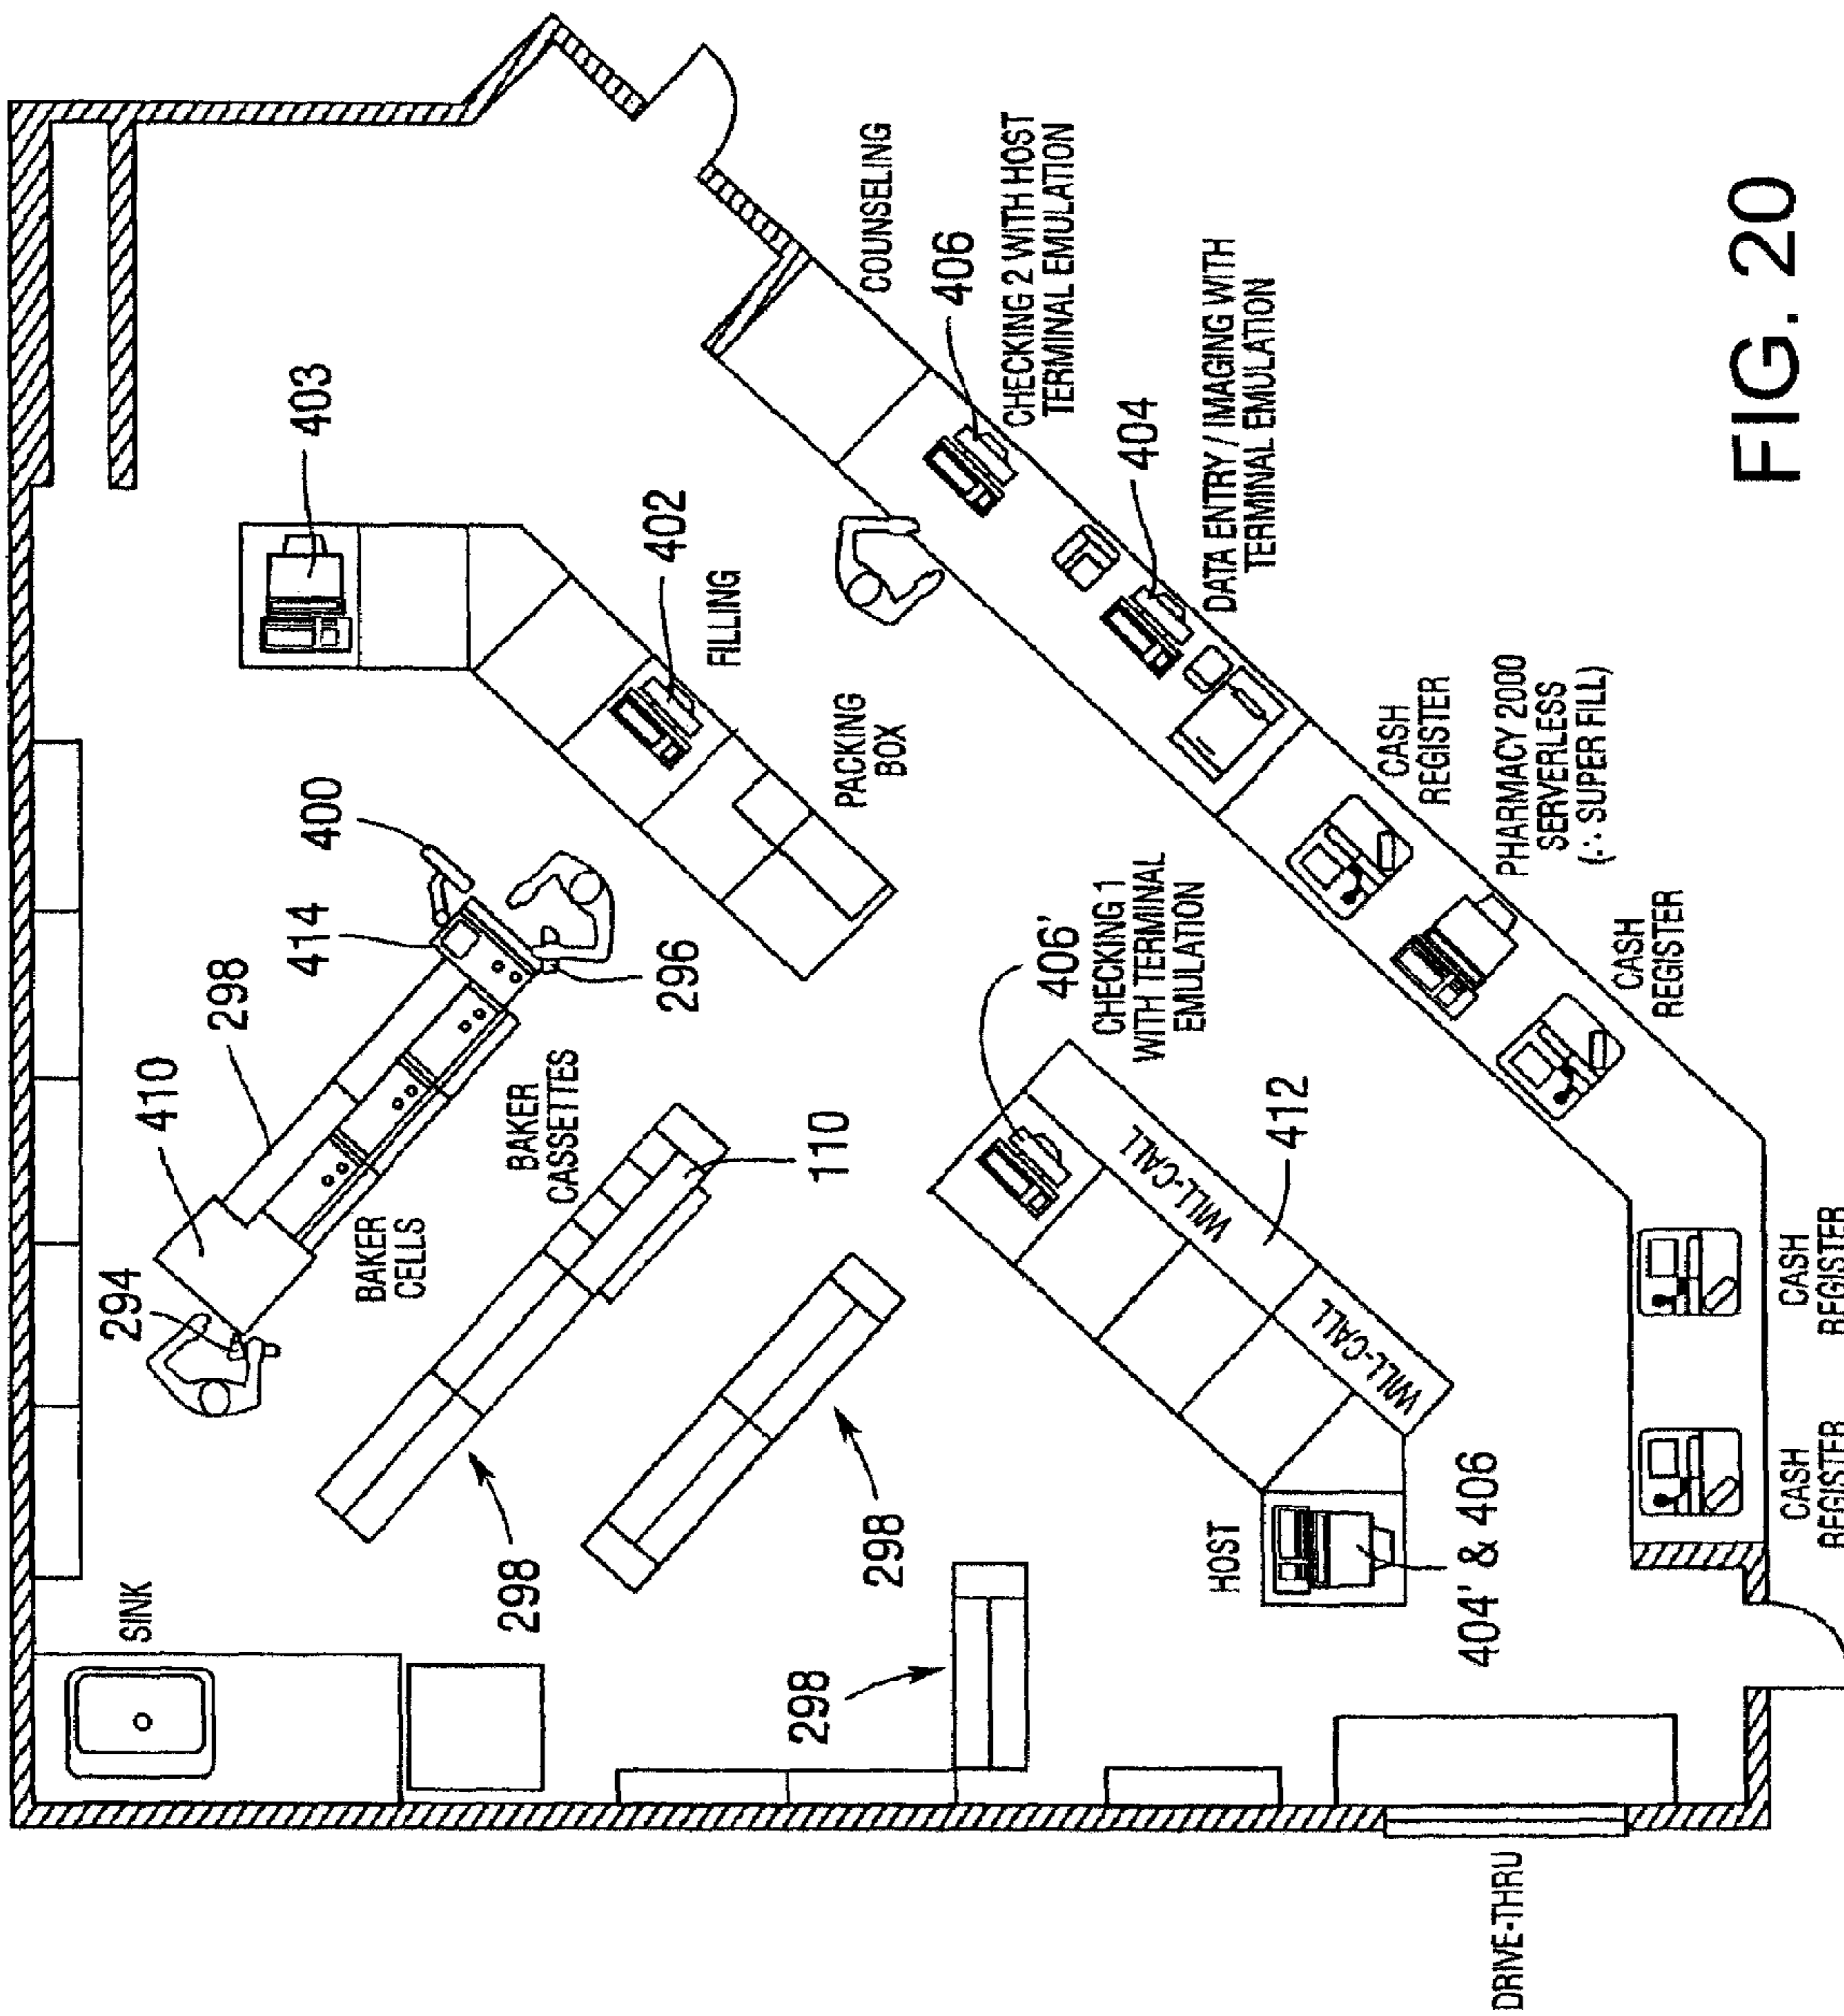 SINK
294
410
298
414
400
403
BAKER
CELLS
BAKER
CASSETTES
296
402
FILLING
PACKING
BOX
298
110
298
298
406'
CHECKING 1
WITH TERMINAL
EMULATION
WILL-CALL
WILL-CALL
412
HOST
404' & 406
COUNSELING
406
CHECKING 2 WITH HOST
TERMINAL EMULATION
404
DATA ENTRY / IMAGING WITH
TERMINAL EMULATION
CASH
REGISTER
PHARMACY 2000
SERVERLESS
(∴ SUPER FILL)
CASH
REGISTER
CASH
REGISTER
CASH
REGISTER
DRIVE-THRU
FIG. 20